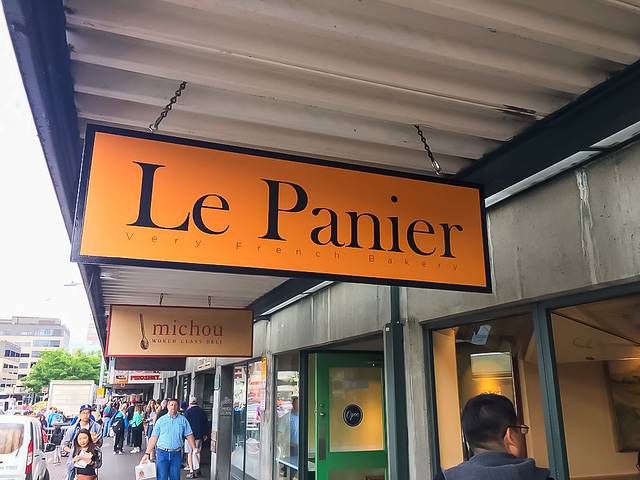 Le Panier
Very French Bakery
michou
WORLD CLASS DELI
Open